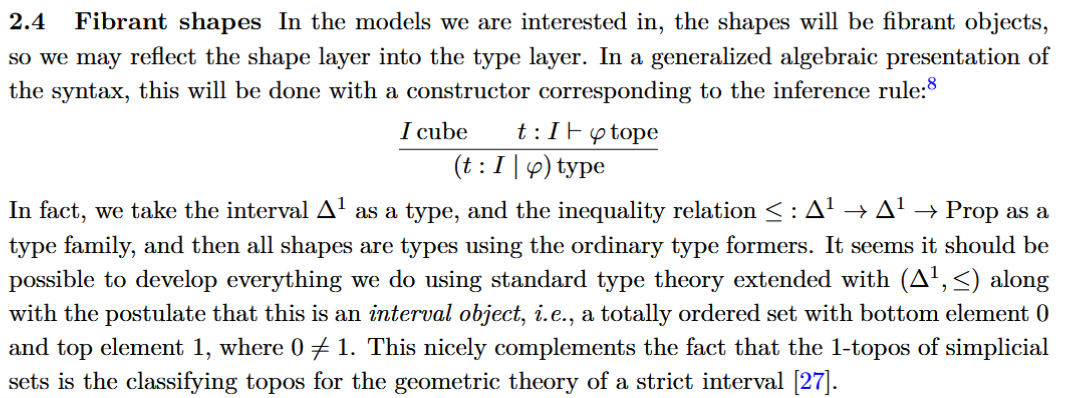 2.4 Fibrant shapes In the models we are interested in, the shapes will be fibrant objects,
so we may reflect the shape layer into the type layer. In a generalized algebraic presentation of
the syntax, this will be done with a constructor corresponding to the inference rule:⁸
I cube t : I ⊢ φ tope
(t : I | φ) type
In fact, we take the interval Δ¹ as a type, and the inequality relation ≤ : Δ¹ → Δ¹ → Prop as a
type family, and then all shapes are types using the ordinary type formers. It seems it should be
possible to develop everything we do using standard type theory extended with (Δ¹, ≤) along
with the postulate that this is an interval object, i.e., a totally ordered set with bottom element 0
and top element 1, where 0 ≠ 1. This nicely complements the fact that the 1-topos of simplicial
sets is the classifying topos for the geometric theory of a strict interval [27].